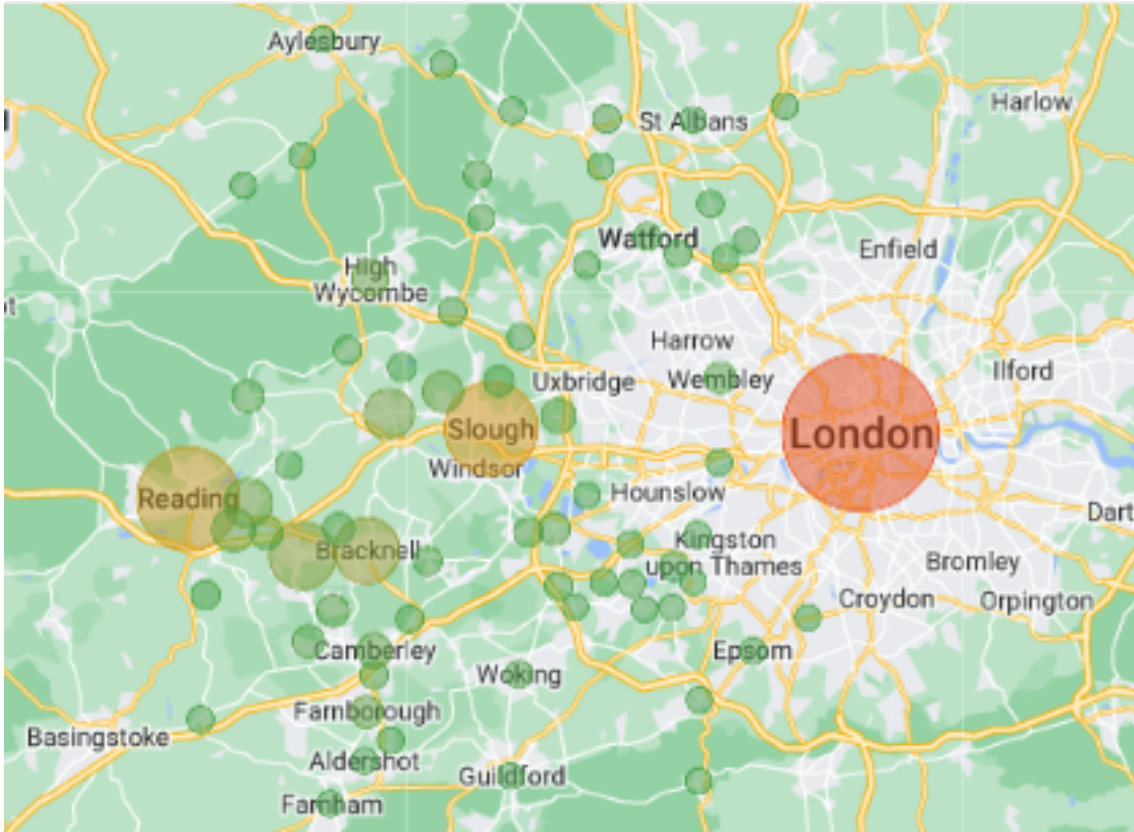 Aylesbury
Harlow
St Albans
Watford
Enfield
High
Wycombe
Harrow
Wembley
Ilford
Uxbridge
Slough
London
Windsor
Reading
Hounslow
Dart
Kingston
upon Thames
Bracknell
Bromley
Croydon
Orpington
Camberley
Epsom
Woking
Farnborough
Basingstoke
Aldershot
Guildford
Farnham